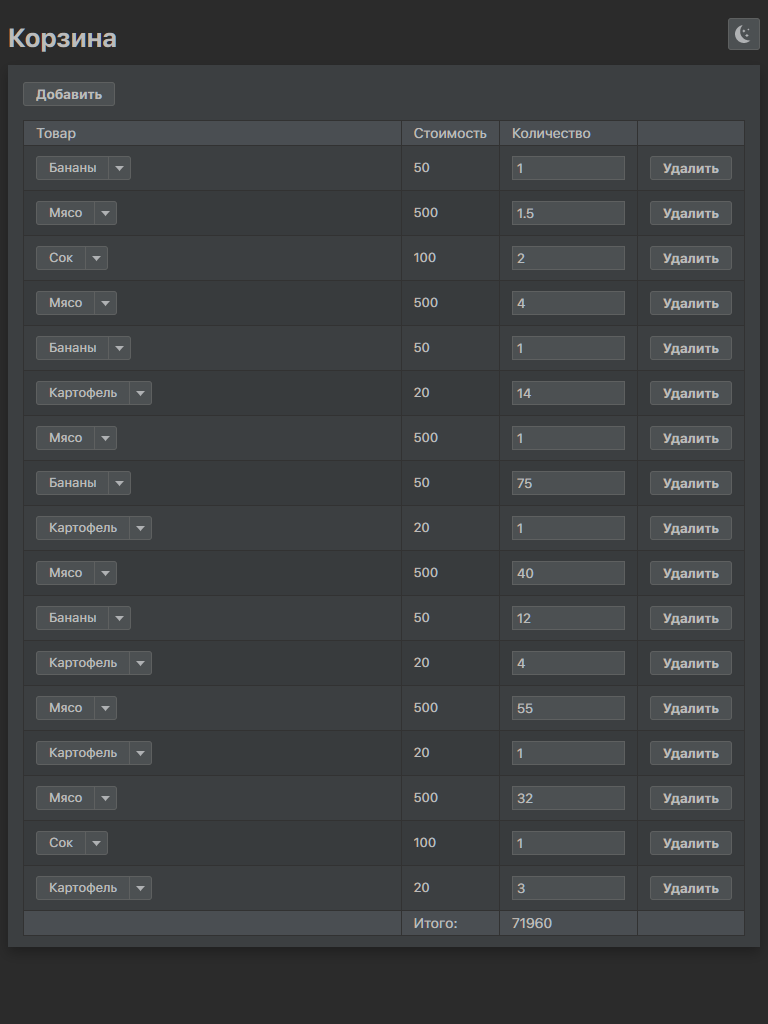 Корзина
Добавить
Товар Стоимость Количество
Бананы 50 1 Удалить
Мясо 500 1.5 Удалить
Сок 100 2 Удалить
Мясо 500 4 Удалить
Бананы 50 1 Удалить
Картофель 20 14 Удалить
Мясо 500 1 Удалить
Бананы 50 75 Удалить
Картофель 20 1 Удалить
Мясо 500 40 Удалить
Бананы 50 12 Удалить
Картофель 20 4 Удалить
Мясо 500 55 Удалить
Картофель 20 1 Удалить
Мясо 500 32 Удалить
Сок 100 1 Удалить
Картофель 20 3 Удалить
Итого: 71960